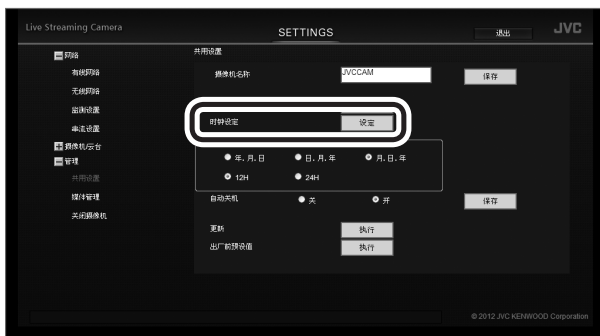 Live Streaming Camera
SETTINGS
退出
JVC
网络
有线网络
无线网络
监测设置
串流设置
摄像机/云台
管理
共用设置
媒体管理
关闭摄像机
共用设置
摄像机名称 JVCCAM 保存
时钟设定 设定
年. 月. 日 日. 月. 年 月. 日. 年
12H 24H
自动关机 关 开 保存
更新 执行
出厂前预设值 执行
© 2012 JVC KENWOOD Corporation